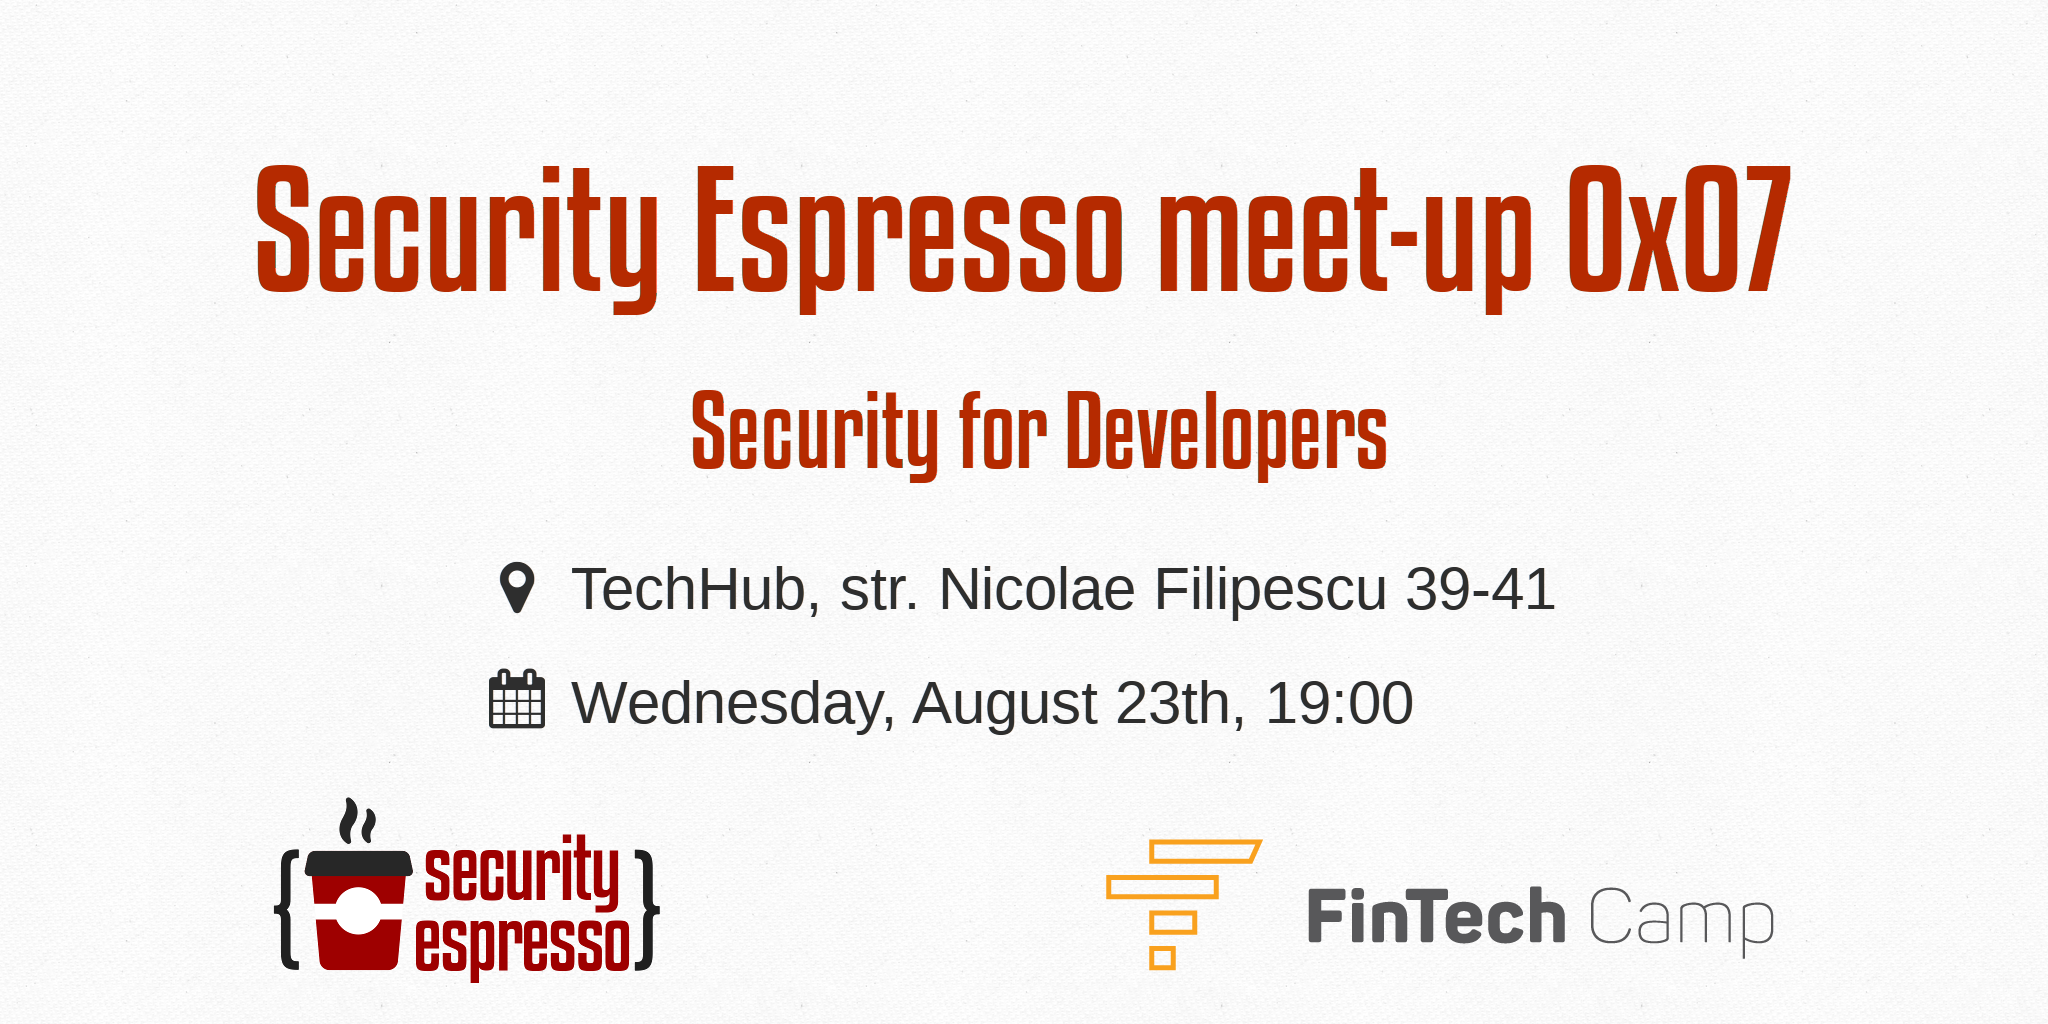 Security Espresso meet-up 0x07
Security for Developers
TechHub, str. Nicolae Filipescu 39-41
Wednesday, August 23th, 19:00
{security
espresso}
FinTech Camp